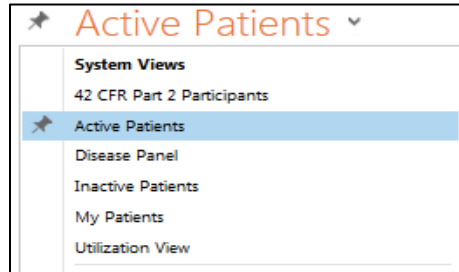 Active Patients
System Views
42 CFR Part 2 Participants
Active Patients
Disease Panel
Inactive Patients
My Patients
Utilization View